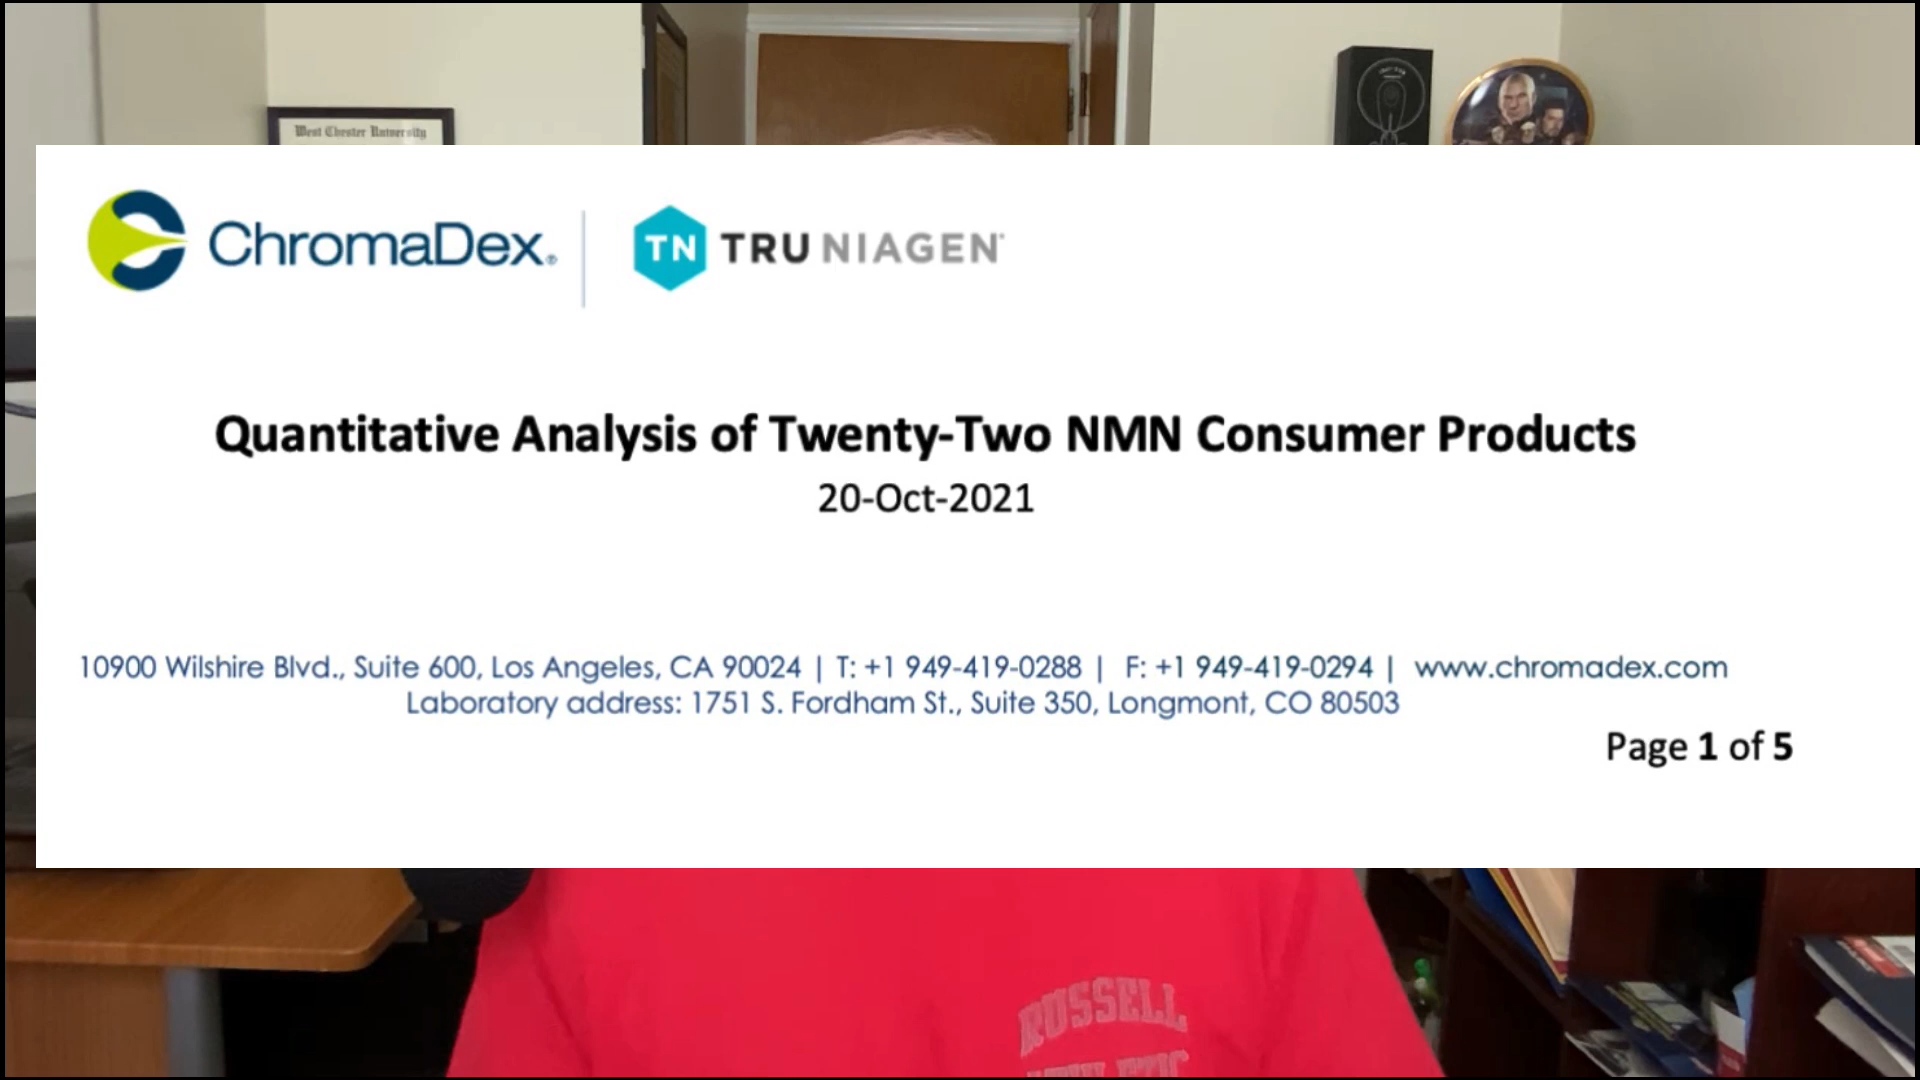 West Chester University
ChromaDex®
TN TRU NIAGEN®
Quantitative Analysis of Twenty-Two NMN Consumer Products
20-Oct-2021
10900 Wilshire Blvd., Suite 600, Los Angeles, CA 90024 | T: +1 949-419-0288 | F: +1 949-419-0294 | www.chromadex.com
Laboratory address: 1751 S. Fordham St., Suite 350, Longmont, CO 80503
Page 1 of 5
RUSSELL
ATHLETIC